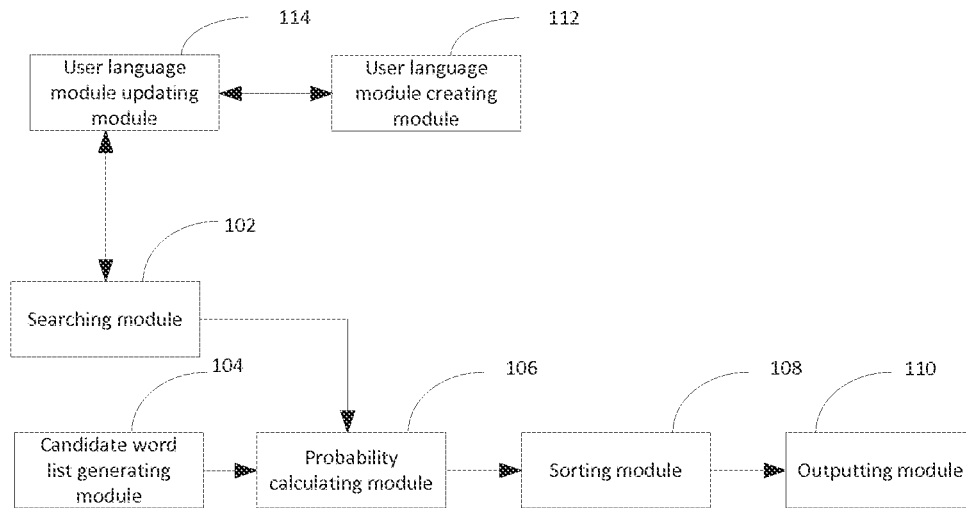 114
112
User language
module updating
module
User language
module creating
module
102
Searching module
104
106
108
110
Candidate word
list generating
module
Probability
calculating module
Sorting module
Outputting module